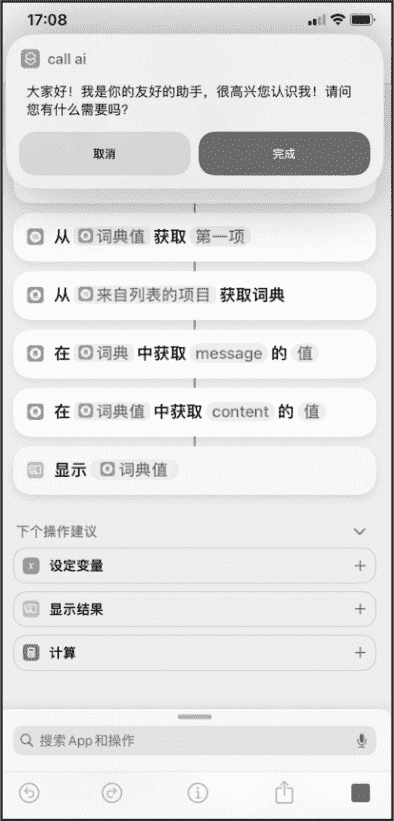 17:08
call ai
大家好！我是你的友好的助手，很高兴您认识我！请问
您有什么需要吗?
取消
完成
从 词典值 获取 第一项
从 来自列表的项目 获取词典
在 词典 中获取 message 的 值
在 词典值 中获取 content 的 值
显示 词典值
下个操作建议
设定变量
显示结果
计算
搜索 App 和操作